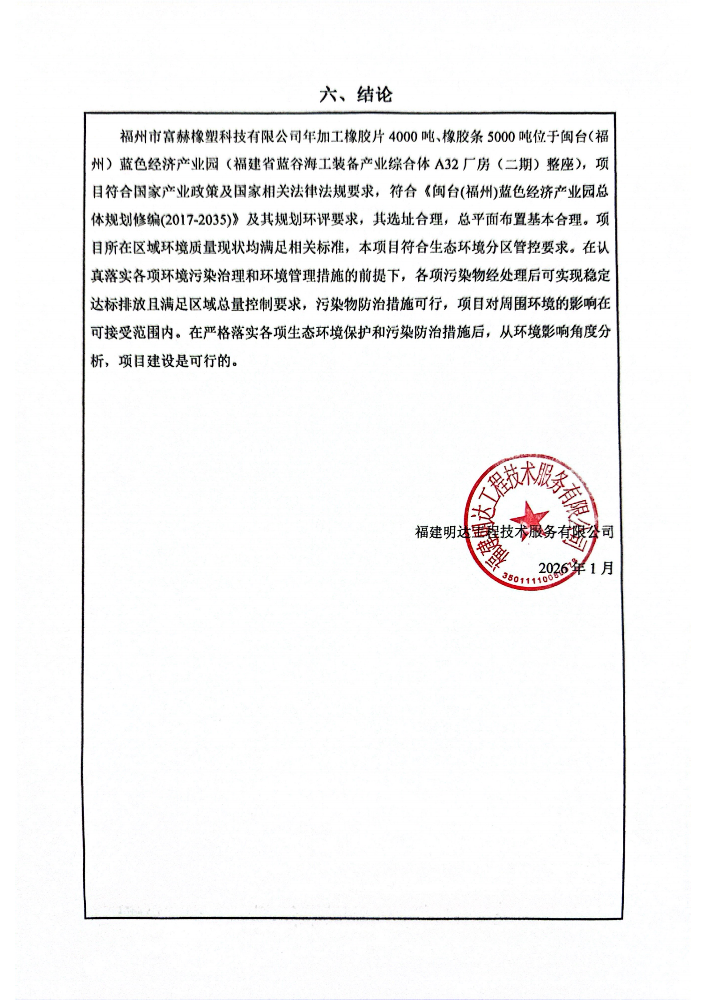 六、结论
福州市富赫橡塑科技有限公司年加工橡胶片 4000 吨、橡胶条 5000 吨位于闽台（福
州）蓝色经济产业园（福建省蓝谷海工装备产业综合体 A32 厂房（二期）整座），项
目符合国家产业政策及国家相关法律法规要求，符合《闽台(福州)蓝色经济产业园总
体规划修编(2017-2035)》及其规划环评要求，其选址合理，总平面布置基本合理。项
目所在区域环境质量现状均满足相关标准，本项目符合生态环境分区管控要求。在认
真落实各项环境污染治理和环境管理措施的前提下，各项污染物经处理后可实现稳定
达标排放且满足区域总量控制要求，污染物防治措施可行，项目对周围环境的影响在
可接受范围内。在严格落实各项生态环境保护和污染防治措施后，从环境影响角度分
析，项目建设是可行的。
福建明达工程技术服务有限公司
福建明达工程技术服务有限公司
2026 年 1 月